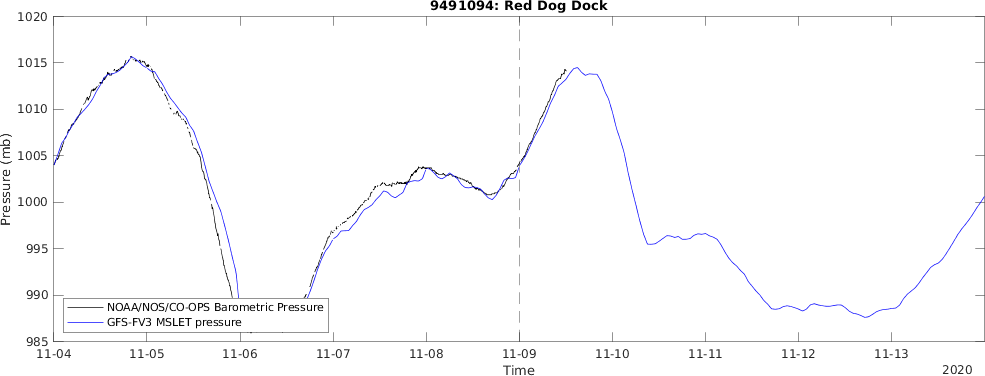 9491094: Red Dog Dock
1020
1015
1010
1005
1000
995
990
985
Pressure (mb)
NOAA/NOS/CO-OPS Barometric Pressure
GFS-FV3 MSLET pressure
11-04 11-05 11-06 11-07 11-08 11-09 11-10 11-11 11-12 11-13
Time
2020